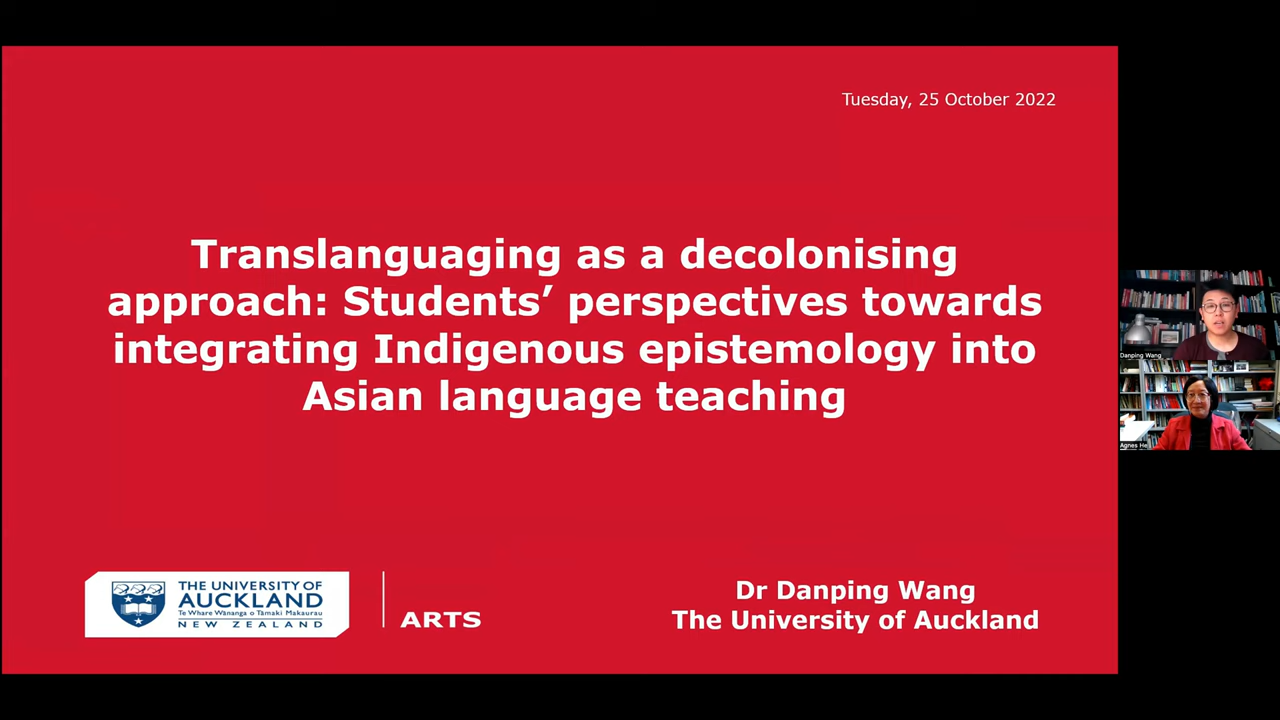 Tuesday, 25 October 2022
Translanguaging as a decolonising
approach: Students’ perspectives towards
integrating Indigenous epistemology into
Asian language teaching
THE UNIVERSITY OF
AUCKLAND
Te Whare Wānanga o Tāmaki Makaurau
NEW ZEALAND
ARTS
Dr Danping Wang
The University of Auckland
Danping Wang
Agnes He